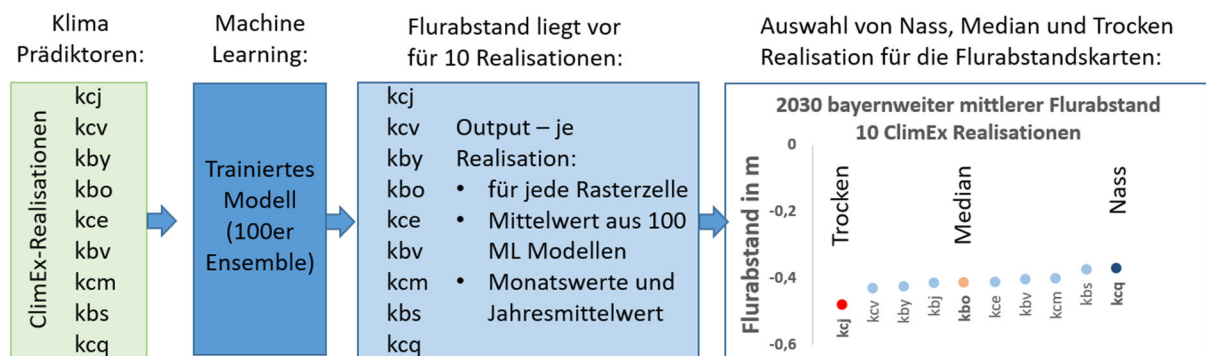 Klima
Prädiktoren:
ClimEx-Realisationen
kcj
kcv
kby
kbo
kce
kbv
kcm
kbs
kcq
Machine
Learning:
Trainiertes
Modell
(100er
Ensemble)
Flurabstand liegt vor
für 10 Realisationen:
kcj
kcv
kby
kbo
kce
kbv
kcm
kbs
kcq
Output – je
Realisation:
• für jede Rasterzelle
• Mittelwert aus 100
ML Modellen
• Monatswerte und
Jahresmittelwert
Auswahl von Nass, Median und Trocken
Realisation für die Flurabstandskarten:
2030 bayernweiter mittlerer Flurabstand
10 ClimEx Realisationen
Flurabstand in m
0
-0,2
-0,4
-0,6
Trocken
Median
Nass
kcj
kcv
kby
kbj
kbo
kce
kbv
kcm
kbs
kcq